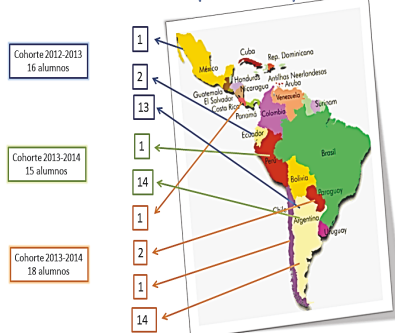 Cohorte 2012-2013
16 alumnos
Cohorte 2013-2014
15 alumnos
Cohorte 2013-2014
18 alumnos
1
2
13
1
14
1
2
1
14
México
Cuba
Rep. Dominicana
Honduras
Antillas Neerlandesas
Aruba
Guatemala
Nicaragua
El Salvador
Costa Rica
Panamá
Venezuela
Surinam
Colombia
Ecuador
Perú
Brasil
Bolivia
Paraguay
Chile
Argentina
Uruguay